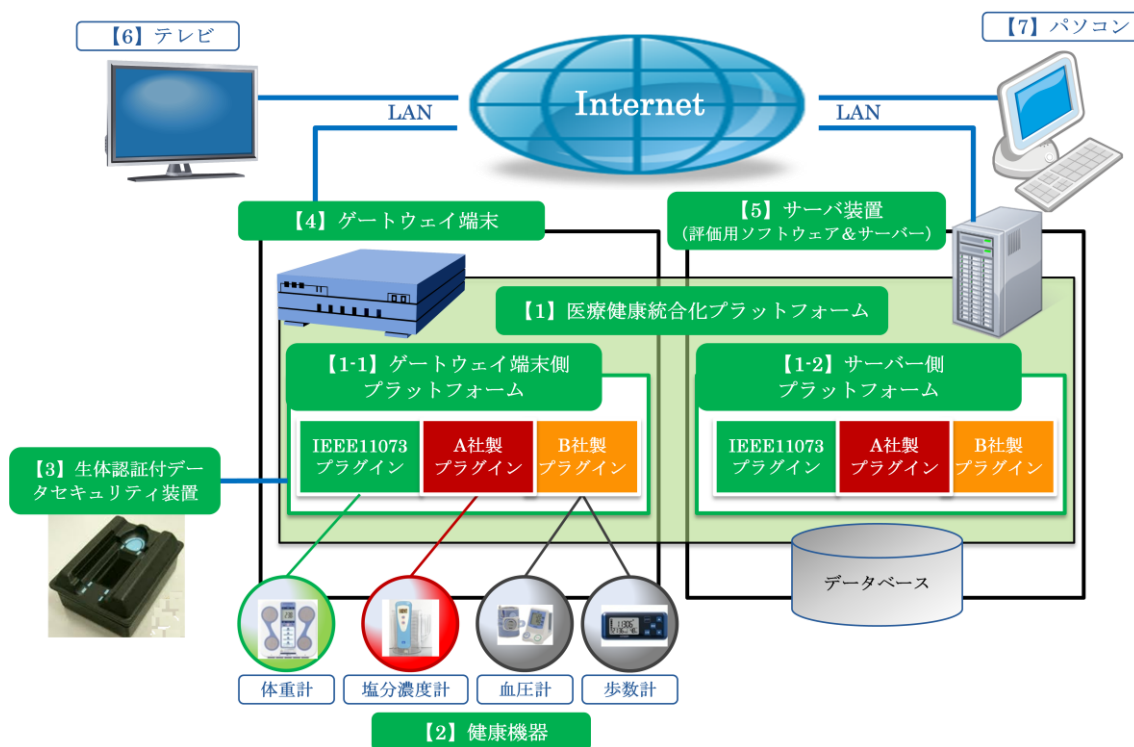 【6】テレビ
【7】パソコン
Internet
LAN
LAN
【4】ゲートウェイ端末
【5】サーバ装置
（評価用ソフトウェア＆サーバー）
【1】医療健康統合化プラットフォーム
【1-1】ゲートウェイ端末側
プラットフォーム
【1-2】サーバー側
プラットフォーム
IEEE11073
プラグイン
A社製
プラグイン
B社製
プラグイン
IEEE11073
プラグイン
A社製
プラグイン
B社製
プラグイン
【3】生体認証付デー
タセキュリティ装置
データベース
体重計
塩分濃度計
血圧計
歩数計
【2】健康機器